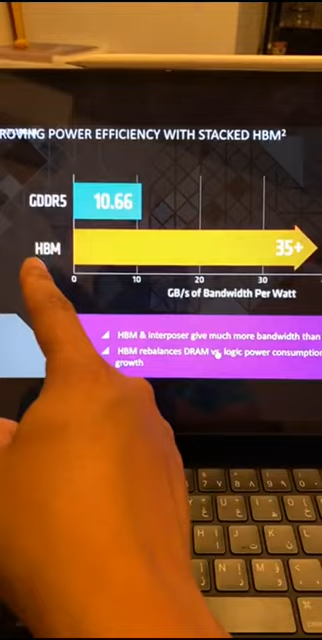 ROVING POWER EFFICIENCY WITH STACKED HBM²
GDDR5 10.66
HBM 35+
0 10 20 30
GB/s of Bandwidth Per Watt
HBM & interposer give much more bandwidth than
HBM rebalances DRAM vs. logic power consumption
growth
U
H J K
N M